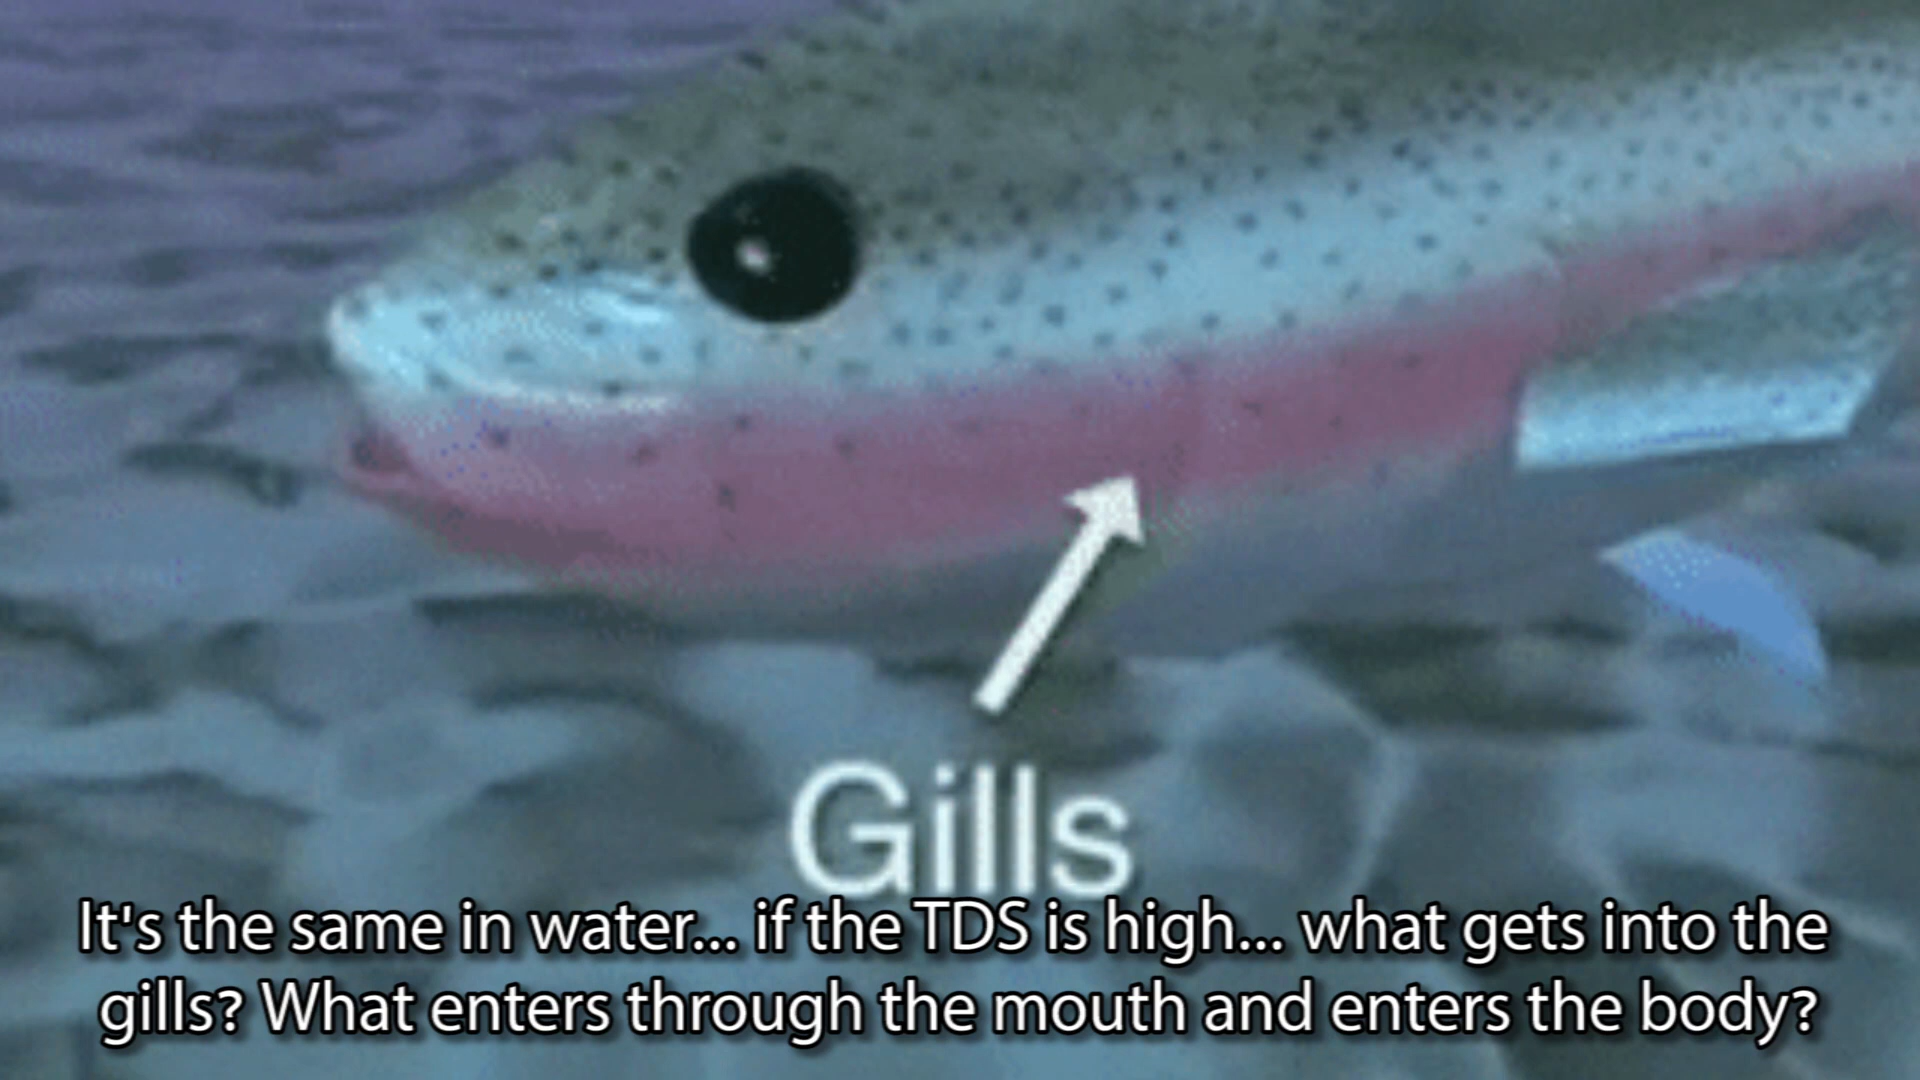 Gills
It's the same in water... if the TDS is high... what gets into the
gills? What enters through the mouth and enters the body?